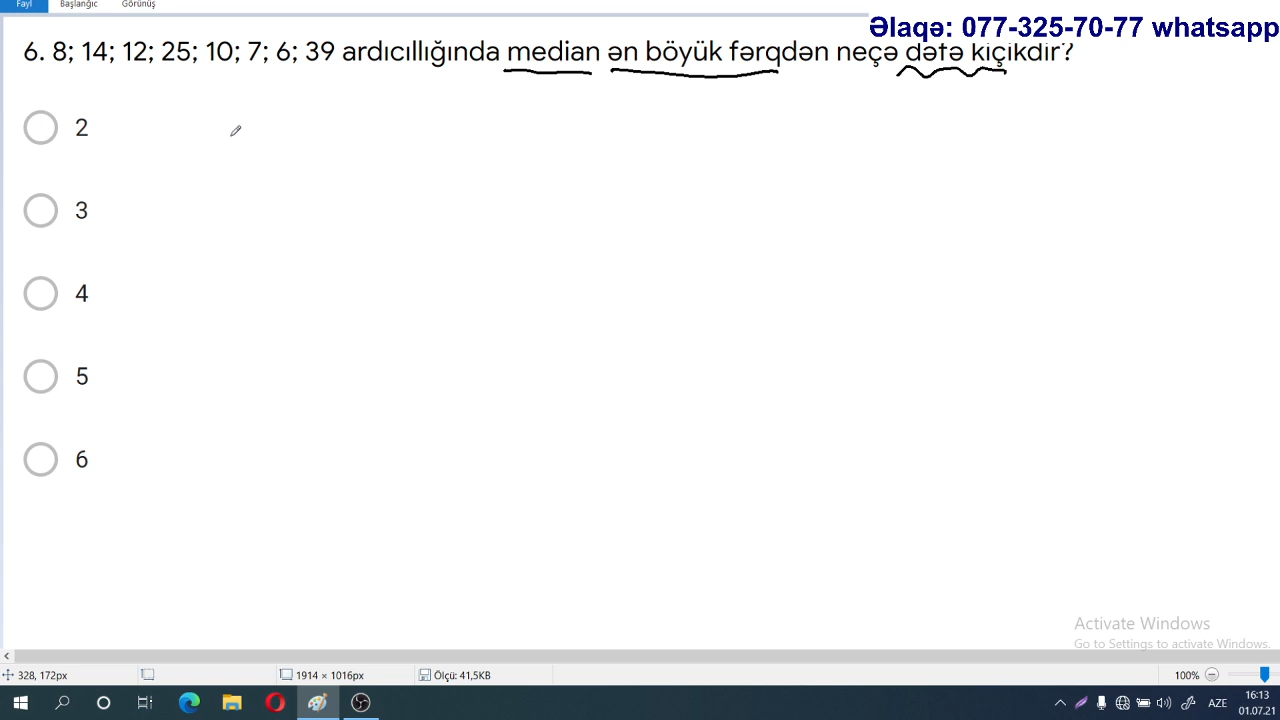 Fayl Başlanğıc Görünüş
Əlaqə: 077-325-70-77 whatsapp
6. 8; 14; 12; 25; 10; 7; 6; 39 ardıcıllığında median ən böyük fərqdən neçə dəfə kiçikdir?
2
3
4
5
6
Activate Windows
Go to Settings to activate Windows.
328, 172px
1914 × 1016px
Ölçü: 41,5KB
100%
AZE
16:13
01.07.21